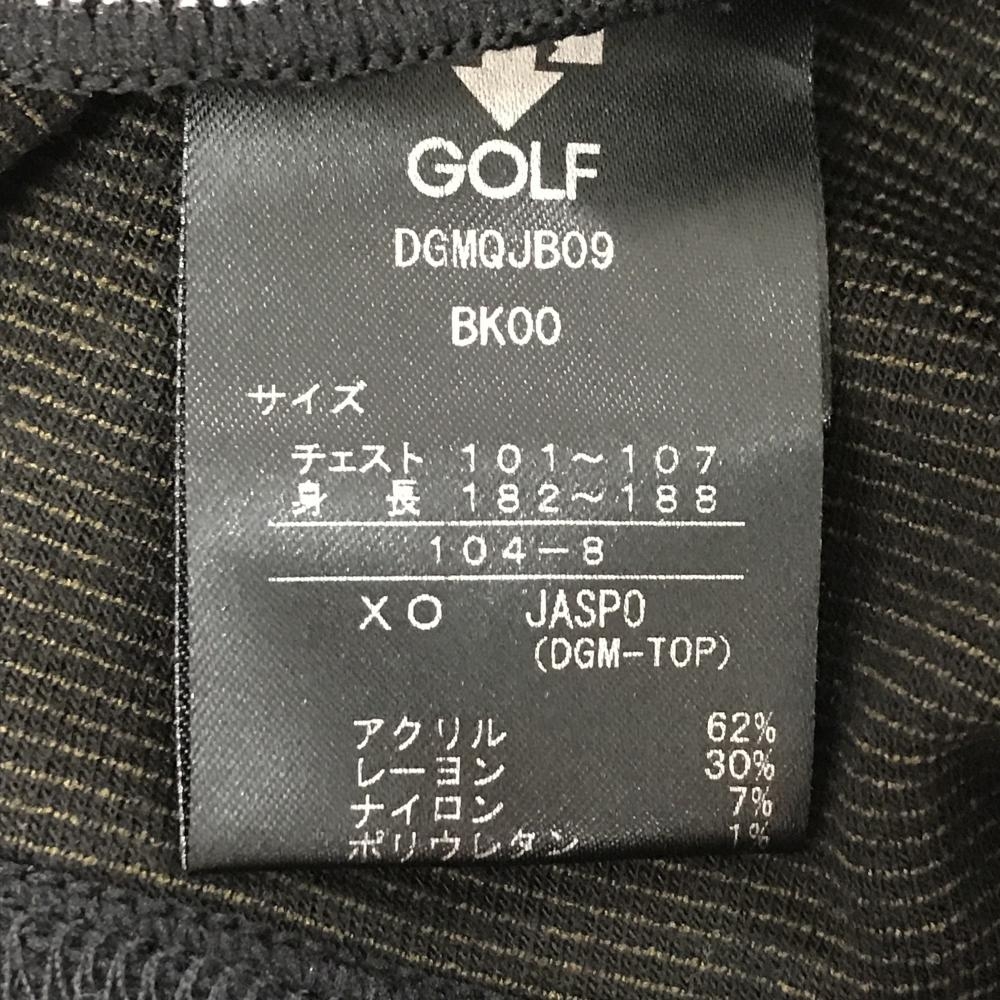 GOLF
DGMQJB09
BK00
サイズ
チェスト 101～107
身 長 182～188
104-8
XO JASPO
(DGM-TOP)
アクリル 62%
レーヨン 30%
ナイロン 7%
ポリウレタン 1%